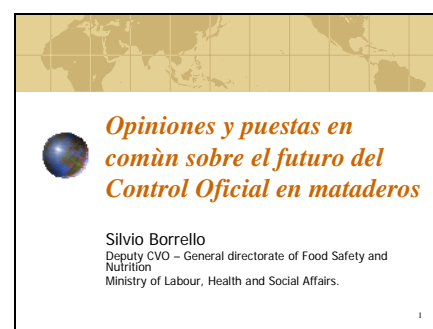 Opiniones y puestas en
comùn sobre el futuro del
Control Oficial en mataderos
Silvio Borrello
Deputy CVO – General directorate of Food Safety and
Nutrition
Ministry of Labour, Health and Social Affairs.
1